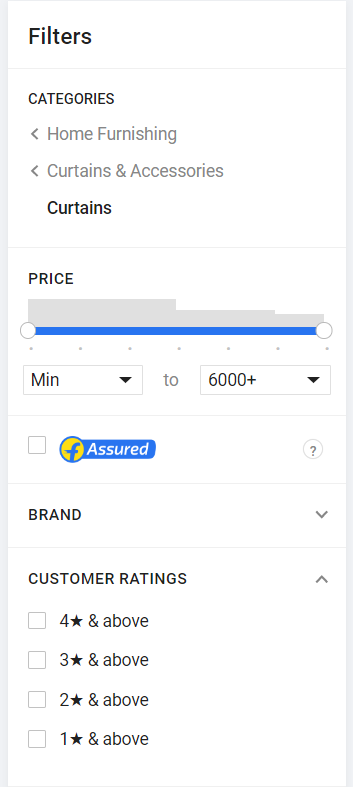 Filters
CATEGORIES
Home Furnishing
Curtains & Accessories
Curtains
PRICE
Min to 6000+
f Assured ?
BRAND
CUSTOMER RATINGS
4★ & above
3★ & above
2★ & above
1★ & above